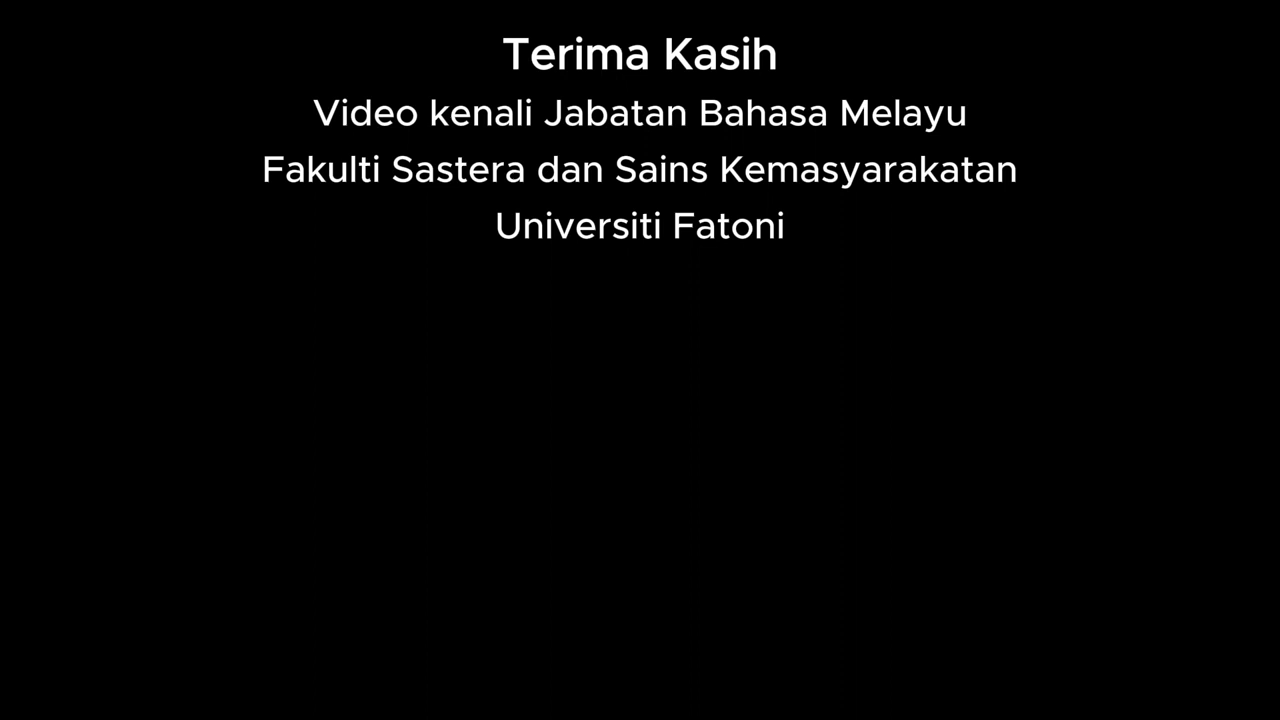 Terima Kasih
Video kenali Jabatan Bahasa Melayu
Fakulti Sastera dan Sains Kemasyarakatan
Universiti Fatoni